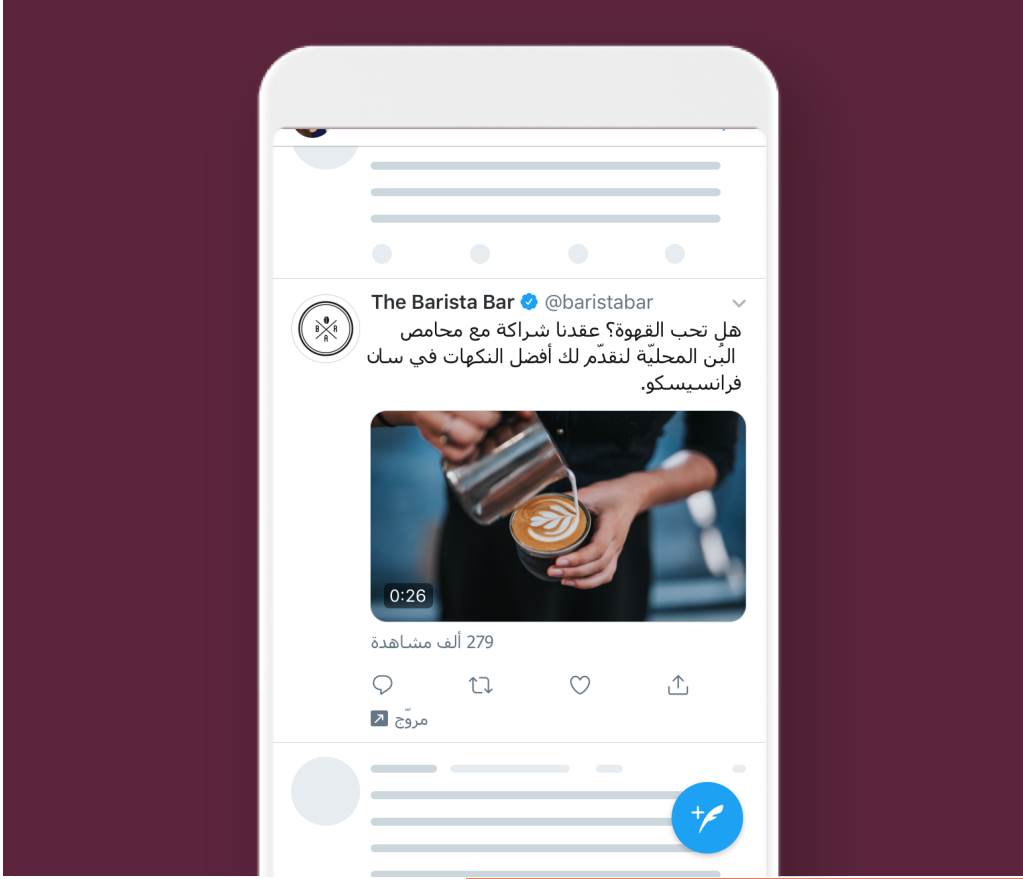 The Barista Bar @baristabar
هل تحب القهوة؟ عقدنا شراكة مع محامص
البُن المحليّة لنقدّم لك أفضل النكهات في سان
فرانسيسكو.
B A R
R
0:26
279 ألف مشاهدة
مروّج